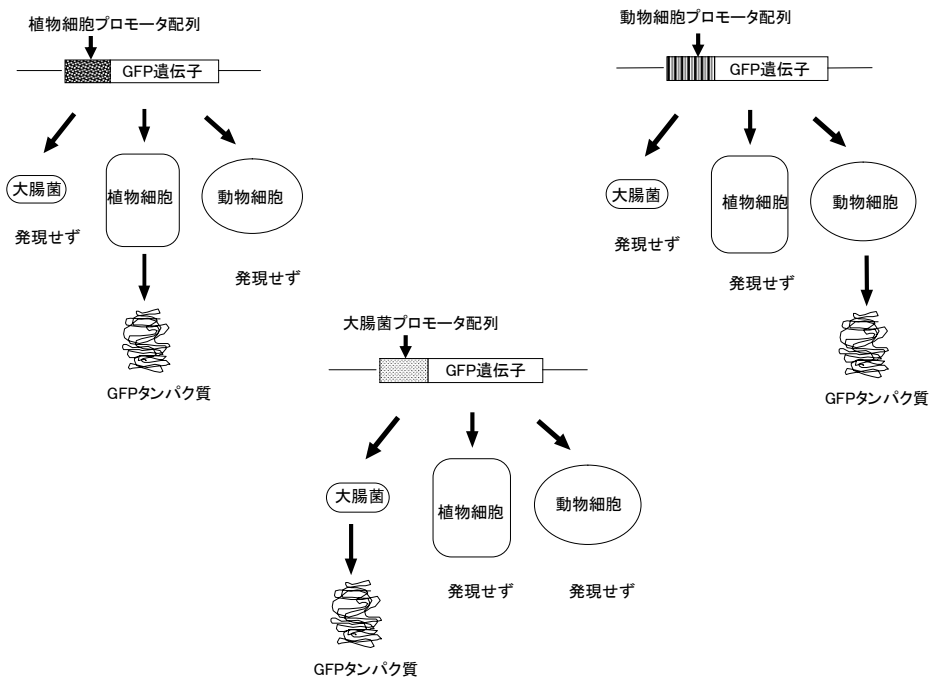 植物細胞プロモータ配列
GFP遺伝子
大腸菌
植物細胞
動物細胞
発現せず
発現せず
GFPタンパク質
動物細胞プロモータ配列
GFP遺伝子
大腸菌
植物細胞
動物細胞
発現せず
発現せず
GFPタンパク質
大腸菌プロモータ配列
GFP遺伝子
大腸菌
植物細胞
動物細胞
発現せず
発現せず
GFPタンパク質